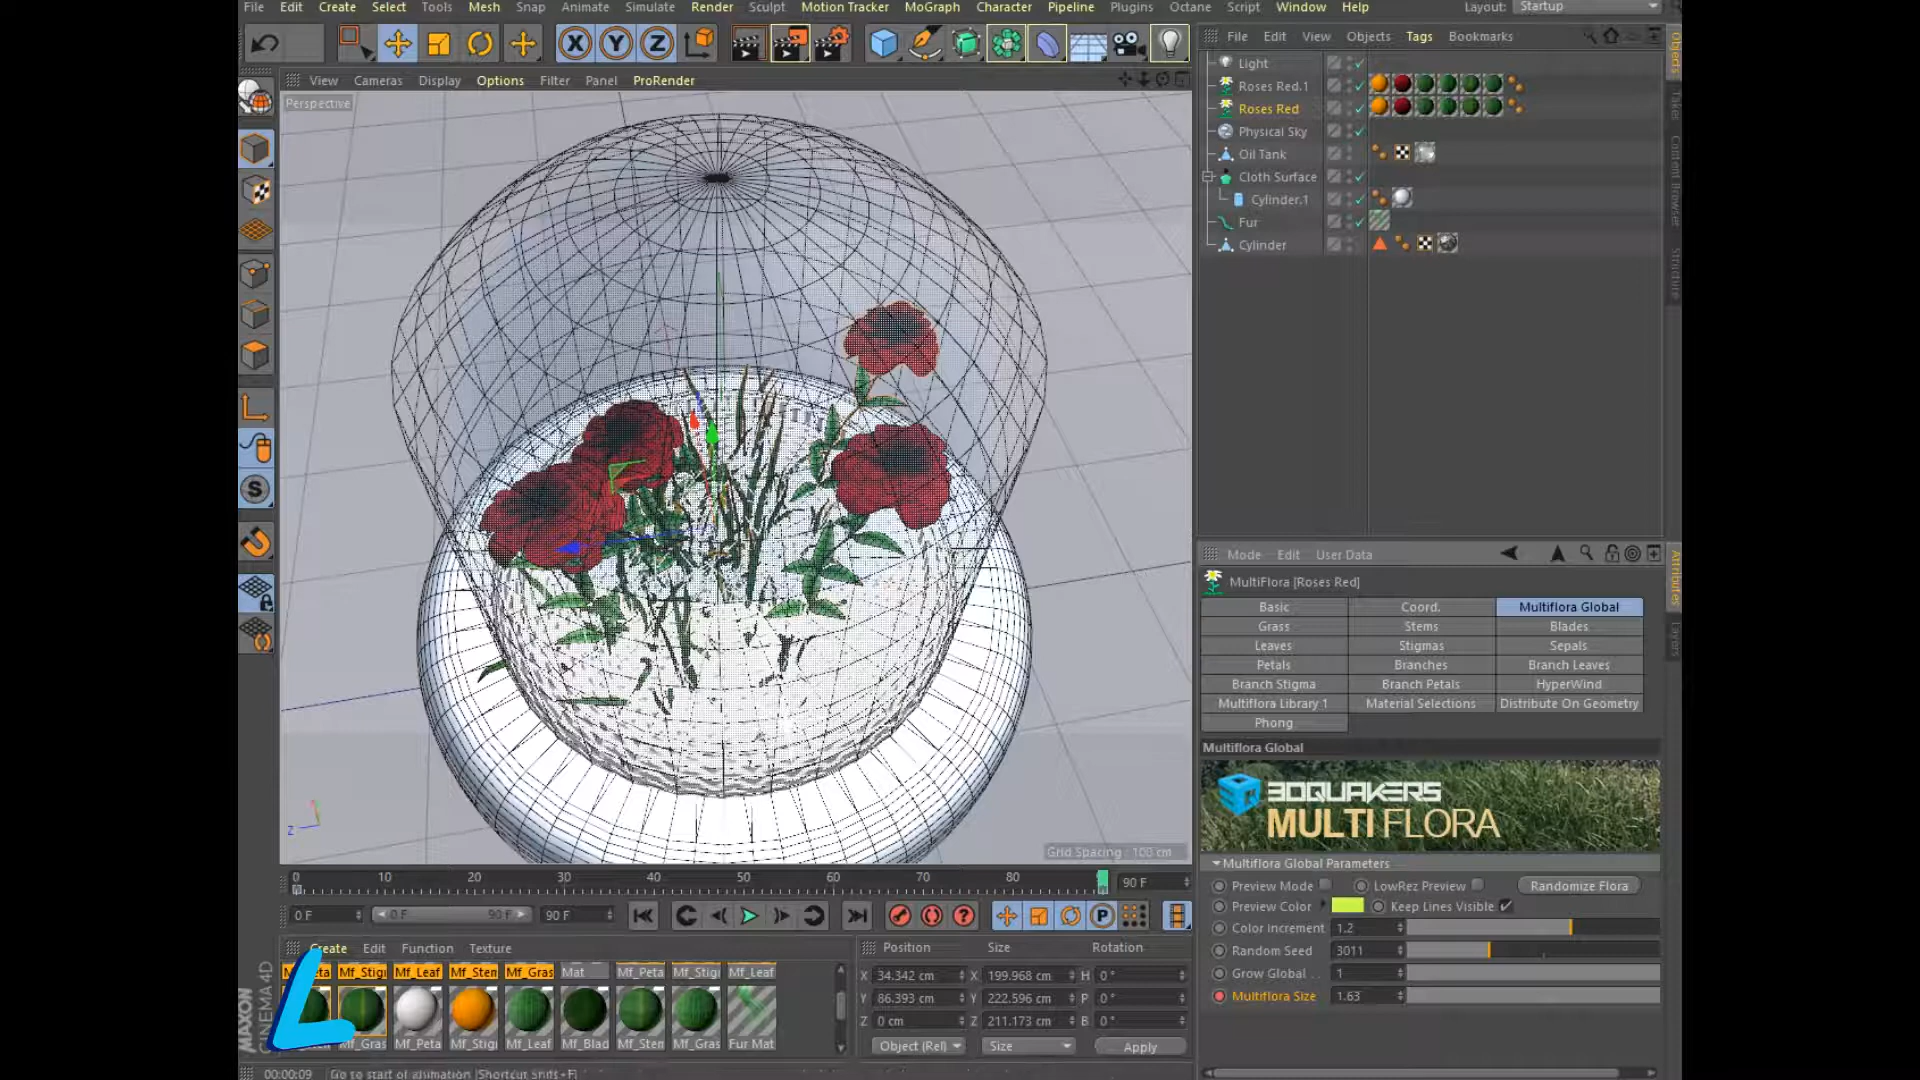 File Edit Create Select Tools Mesh Snap Animate Simulate Render Sculpt Motion Tracker MoGraph Character Pipeline Plugins Octane Script Window Help Layout: Startup
X Y Z
File Edit View Objects Tags Bookmarks
View Cameras Display Options Filter Panel ProRender
Perspective
Light
Roses Red.1
Roses Red
Physical Sky
Oil Tank
Cloth Surface
Cylinder.1
Fur
Cylinder
Objects
Takes
Content Browser
Structure
S
Mode Edit User Data
MultiFlora [Roses Red]
Basic Coord. Multiflora Global
Grass Stems Blades
Leaves Stigmas Sepals
Petals Branches Branch Leaves
Branch Stigma Branch Petals HyperWind
Multiflora Library 1 Material Selections Distribute On Geometry
Phong
Attributes
Layers
Multiflora Global
3DQUAKERS
MULTI FLORA
Multiflora Global Parameters
Preview Mode LowRez Preview Randomize Flora
Preview Color Keep Lines Visible
Color Increment 1.2
Random Seed 3011
Grow Global . . 1
Multiflora Size 1.63
Z
Grid Spacing : 100 cm
0 10 20 30 40 50 60 70 80 90 F
0 F 0 F 90 F 90 F
P
Create Edit Function Texture
Mf_Stigi Mf_Leaf Mf_Sten Mf_Gras Mat Mf_Peta Mf_Stigi Mf_Leaf
Mf_Gras Mf_Peta Mf_Stigi Mf_Leaf Mf_Blad Mf_Sten Mf_Gras Fur Mat
Position Size Rotation
X 34.342 cm X 199.968 cm H 0 °
Y 86.393 cm Y 222.596 cm P 0 °
Z 0 cm Z 211.173 cm B 0 °
Object (Rel) Size Apply
MAXON
CINEMA 4D
00:00:09 Go to start of animation [Shortcut Shift+F]